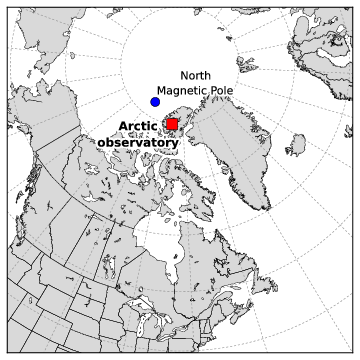 North
Magnetic Pole
Arctic
observatory